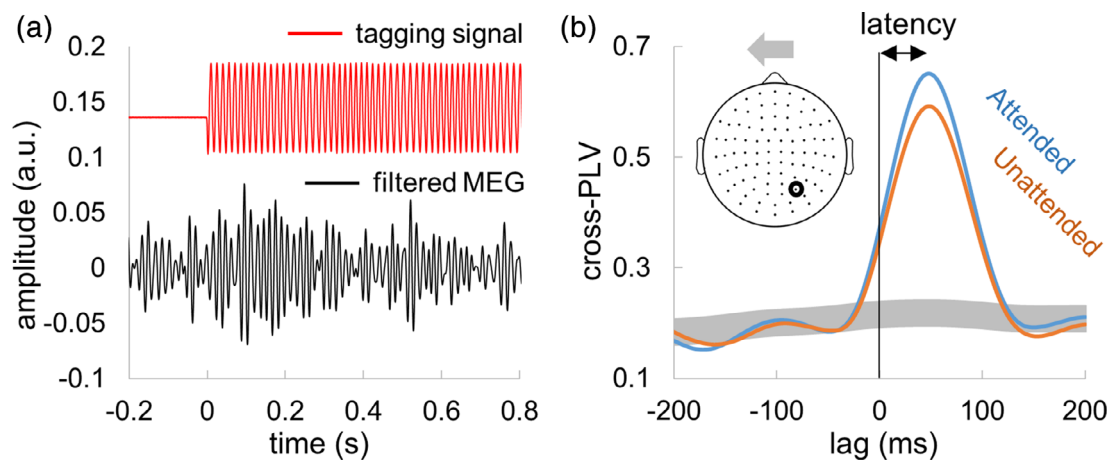 (a)
0.2
0.15
0.1
0.05
0
-0.05
-0.1
amplitude (a.u.)
tagging signal
filtered MEG
-0.2 0 0.2 0.4 0.6 0.8
time (s)
(b)
latency
0.7
0.5
0.3
0.1
cross-PLV
Attended
Unattended
-200 -100 0 100 200
lag (ms)